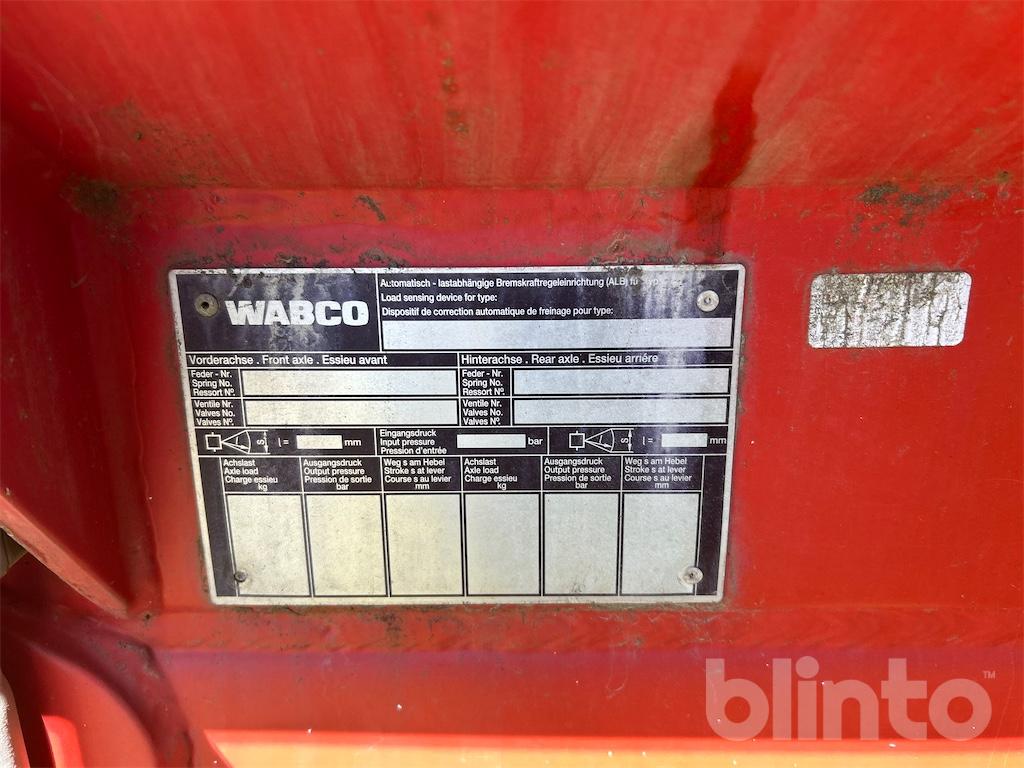 WABCO
Automatisch - lastabhängige Bremskraftregeleinrichtung (ALB)
Load sensing device for type:
Dispositif de correction automatique de freinage pour type:
Vorderachse . Front axle . Essieu avant
Hinterachse . Rear axle . Essieu arriére
Feder - Nr.
Spring No.
Ressort Nº.
Feder - Nr.
Spring No.
Ressort Nº.
Ventile Nr.
Valves No.
Valves Nº.
Ventile Nr.
Valves No.
Valves Nº.
s l = mm
Eingangsdruck
Input pressure
Pression d'entrée
bar
s l = mm
Achslast
Axle load
Charge essieu
kg
Ausgangsdruck
Output pressure
Pression de sortie
bar
Weg s am Hebel
Stroke s at lever
Course s au levier
mm
Achslast
Axle load
Charge essieu
kg
Ausgangsdruck
Output pressure
Pression de sortie
bar
Weg s am Hebel
Stroke s at lever
Course s au levier
mm
blinto™